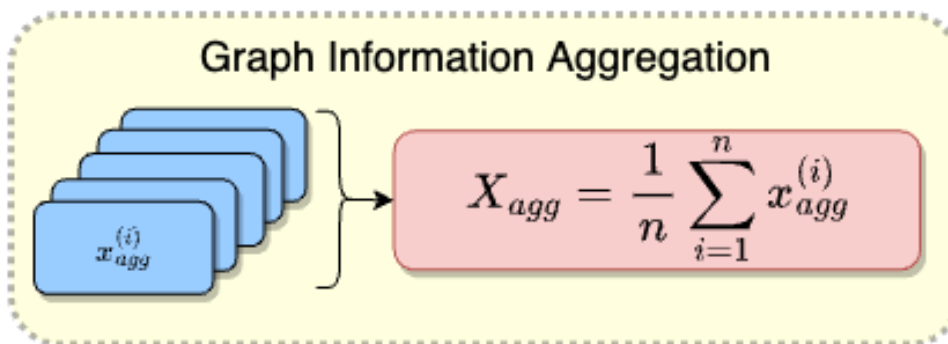 Graph Information Aggregation
x_{agg}^{(i)}
X_{agg} = \frac{1}{n} \sum_{i=1}^{n} x_{agg}^{(i)}